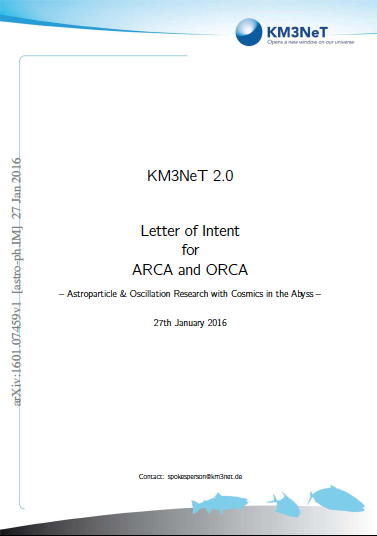 KM3NeT
Opens a new window on our universe
KM3NeT 2.0
Letter of Intent
for
ARCA and ORCA
– Astroparticle & Oscillation Research with Cosmics in the Abyss –
27th January 2016
Contact: spokesperson@km3net.de
arXiv:1601.07459v1 [astro-ph.IM] 27 Jan 2016